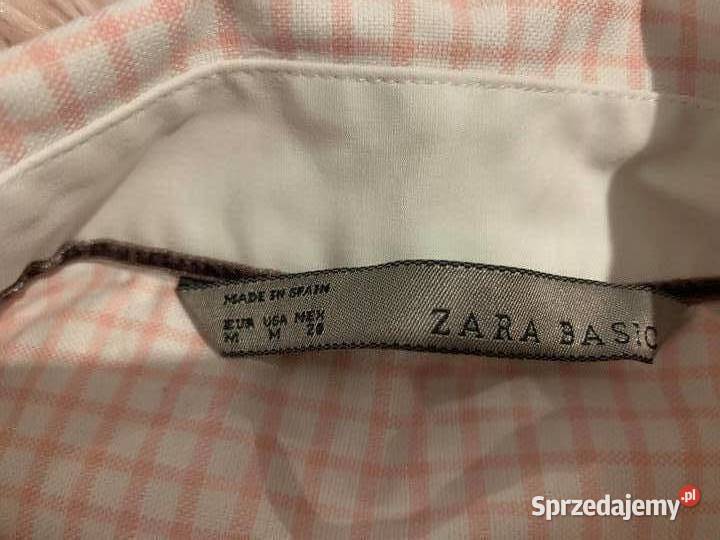 MADE IN SPAIN
EUR USA MEX
M M 28
ZARA BASIC
Sprzedajemy.pl